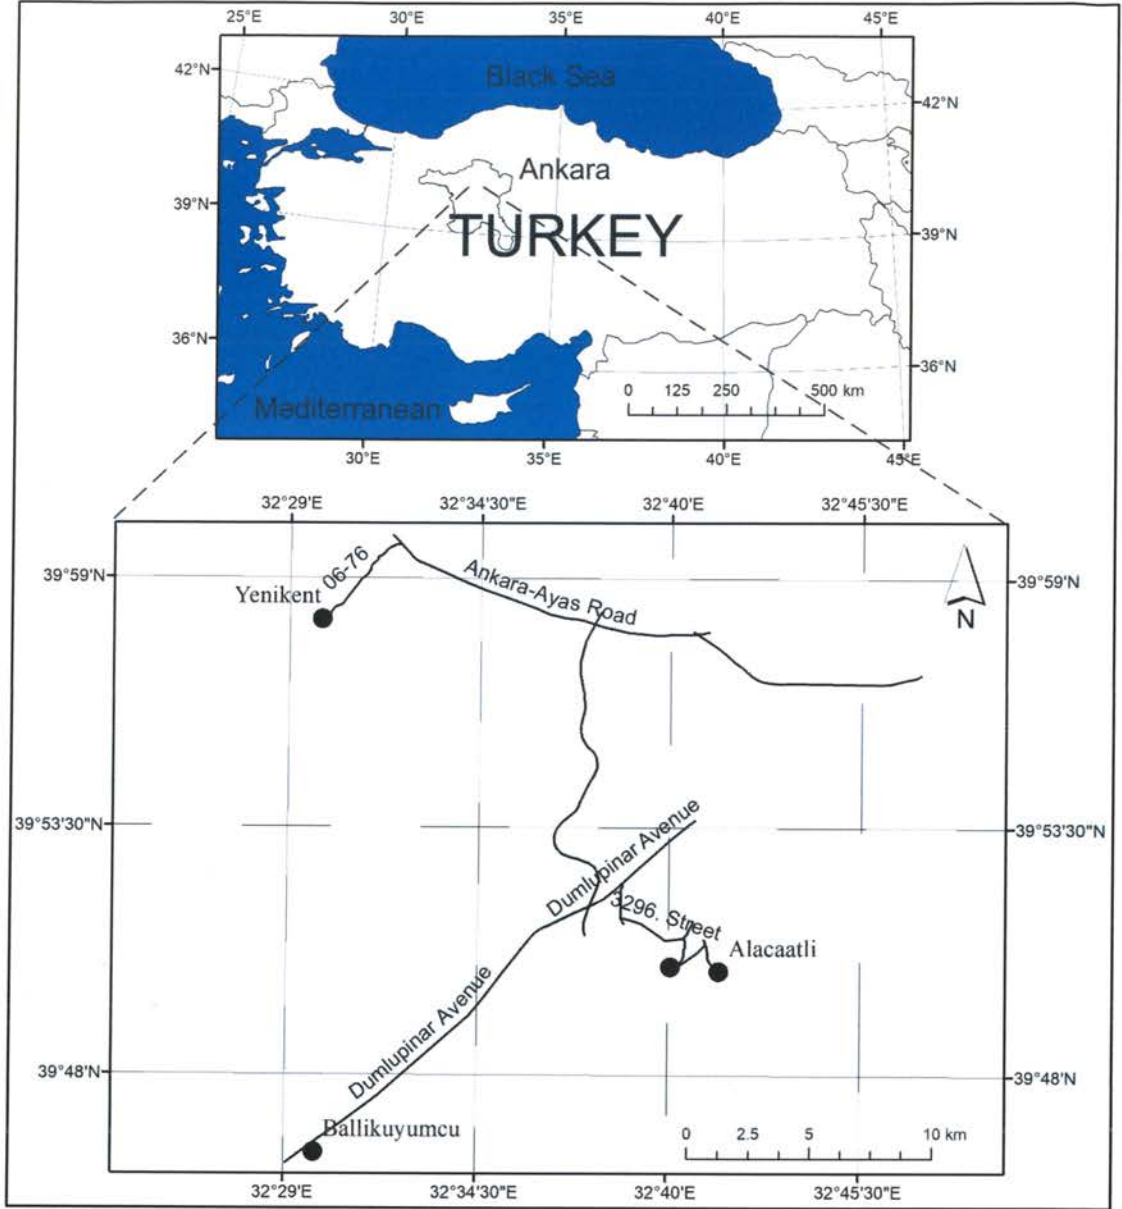 25°E 30°E 35°E 40°E 45°E
Black Sea
42°N
42°N
Ankara
39°N
TURKEY
39°N
36°N
36°N
0 125 250 500 km
Mediterranean
30°E 35°E 40°E 45°E
32°29'E 32°34'30"E 32°40'E 32°45'30"E
39°59'N
06-76
Ankara-Ayas Road
39°59'N
Yenikent
N
39°53'30"N
39°53'30"N
Dumlupinar Avenue
3296. Street
Alacaatli
Dumlupinar Avenue
39°48'N
39°48'N
Ballikuyumcu
0 2.5 5 10 km
32°29'E 32°34'30"E 32°40'E 32°45'30"E